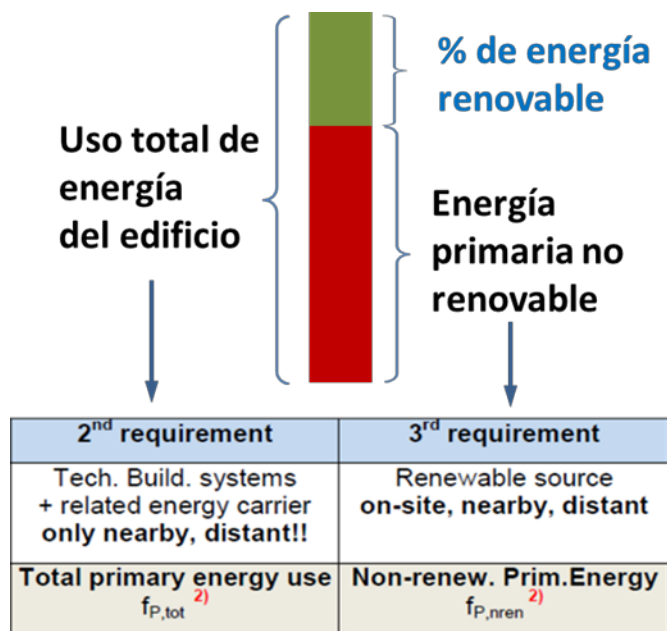 % de energía
renovable
Uso total de
energía
del edificio
Energía
primaria no
renovable
2nd requirement
3rd requirement
Tech. Build. systems
+ related energy carrier
only nearby, distant!!
Renewable source
on-site, nearby, distant
Total primary energy use
fP,tot 2)
Non-renew. Prim.Energy
fP,nren 2)